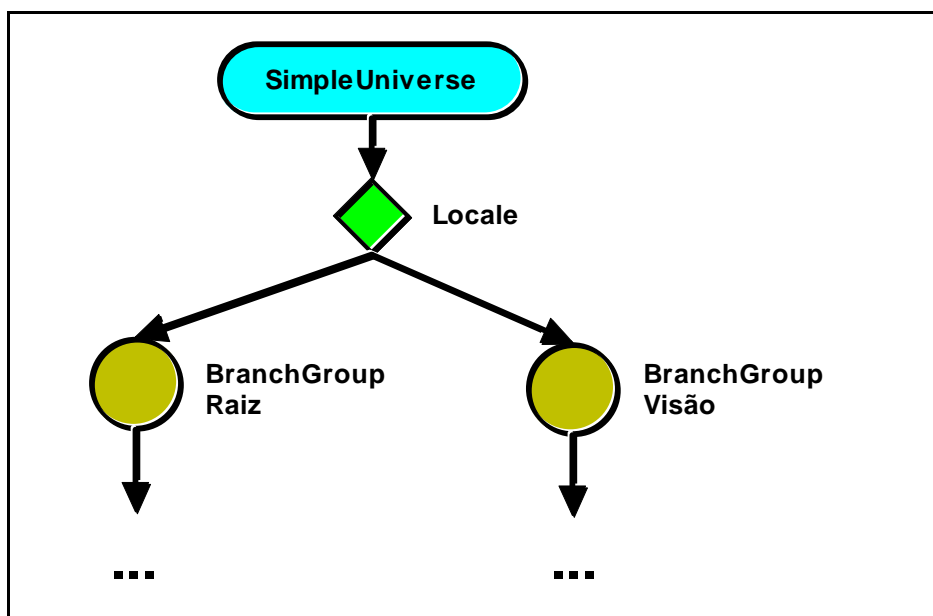 SimpleUniverse
Locale
BranchGroup
Raiz
BranchGroup
Visão
...
...